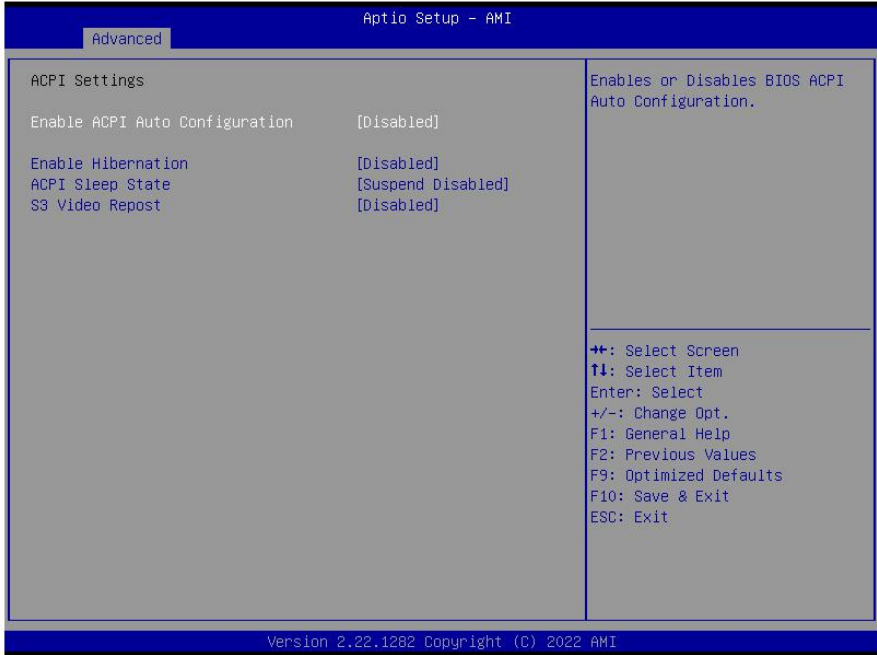 Aptio Setup - AMI
Advanced
ACPI Settings
Enable ACPI Auto Configuration [Disabled]
Enable Hibernation [Disabled]
ACPI Sleep State [Suspend Disabled]
S3 Video Repost [Disabled]
Enables or Disables BIOS ACPI
Auto Configuration.
→←: Select Screen
↑↓: Select Item
Enter: Select
+/-: Change Opt.
F1: General Help
F2: Previous Values
F9: Optimized Defaults
F10: Save & Exit
ESC: Exit
Version 2.22.1282 Copyright (C) 2022 AMI